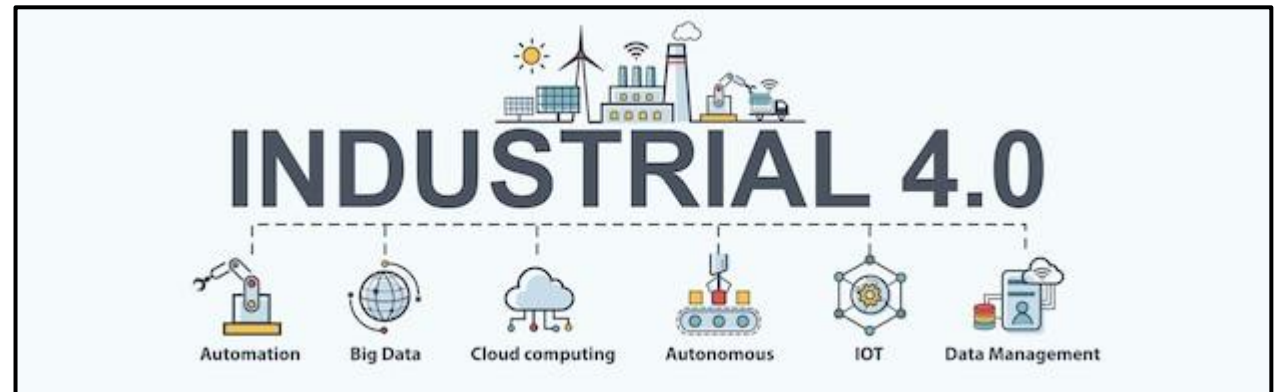 INDUSTRIAL 4.0
Automation Big Data Cloud computing Autonomous IOT Data Management